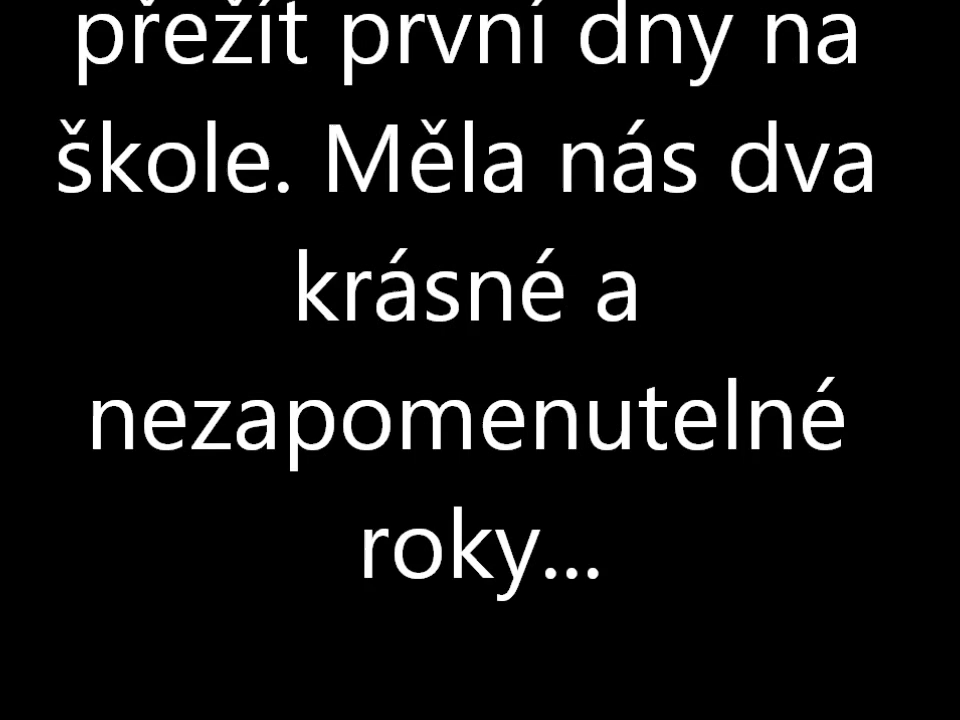 přežít první dny na
škole. Měla nás dva
krásné a
nezapomenutelné
roky...